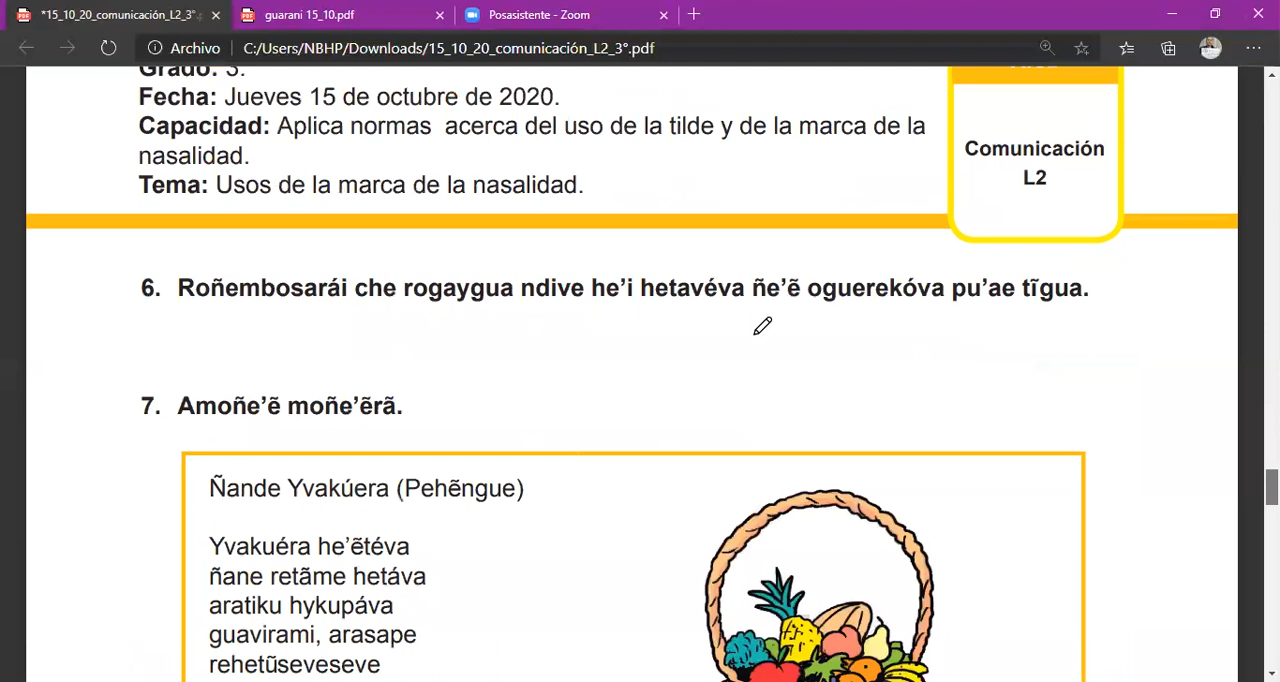 *15_10_20_comunicación_L2_3°.
guarani 15_10.pdf
Posasistente - Zoom
Archivo
C:/Users/NBHP/Downloads/15_10_20_comunicación_L2_3°.pdf
Grado: 3.
Fecha: Jueves 15 de octubre de 2020.
Capacidad: Aplica normas acerca del uso de la tilde y de la marca de la
nasalidad.
Tema: Usos de la marca de la nasalidad.
Comunicación
L2
6. Roñembosarái che rogaygua ndive he’i hetavéva ñe’ẽ oguerekóva pu’ae tĩgua.
7. Amoñe’ẽ moñe’ẽrã.
Ñande Yvakúera (Pehẽngue)
Yvakuéra he’ẽtéva
ñane retãme hetáva
aratiku hykupáva
guavirami, arasape
rehetũseveseve